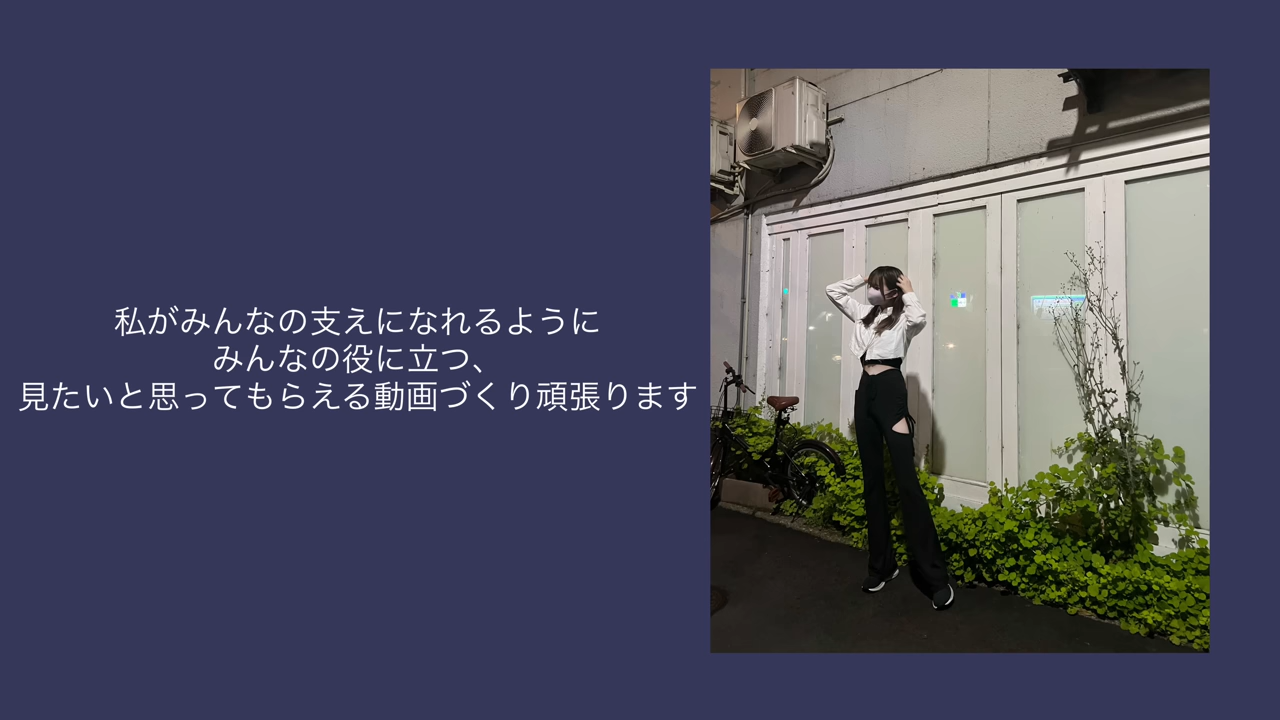 私がみんなの支えになれるように
みんなの役に立つ、
見たいと思ってもらえる動画づくり頑張ります